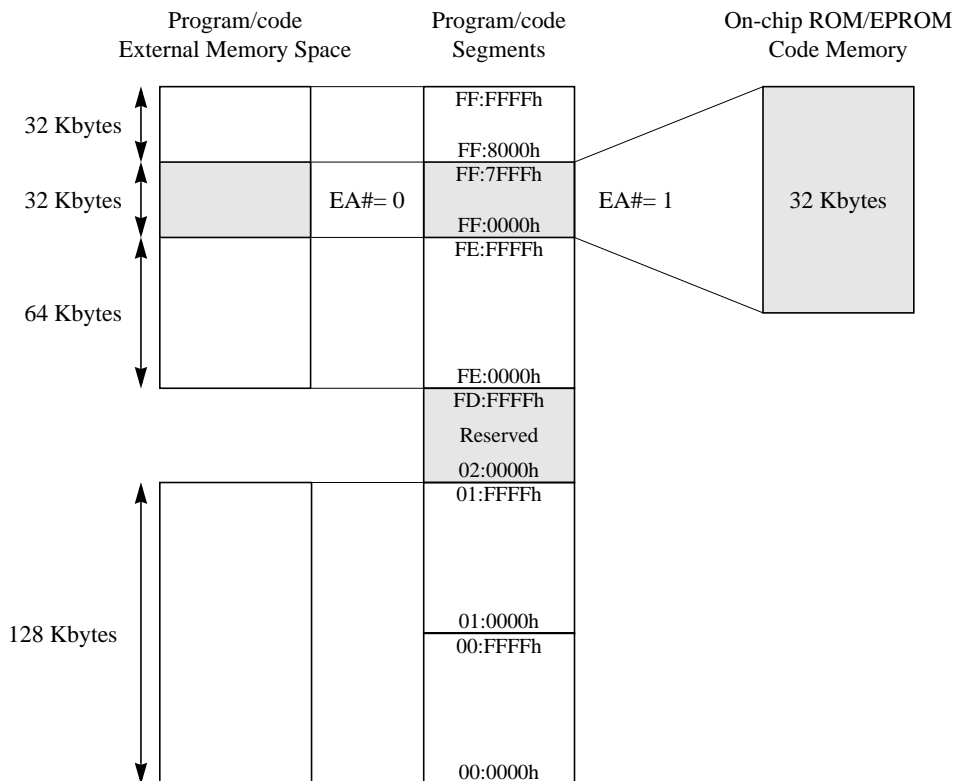 Program/code
External Memory Space
Program/code
Segments
On-chip ROM/EPROM
Code Memory
32 Kbytes
FF:FFFFh
FF:8000h
32 Kbytes
EA#= 0
FF:7FFFh
FF:0000h
EA#= 1
32 Kbytes
64 Kbytes
FE:FFFFh
FE:0000h
FD:FFFFh
Reserved
02:0000h
128 Kbytes
01:FFFFh
01:0000h
00:FFFFh
00:0000h